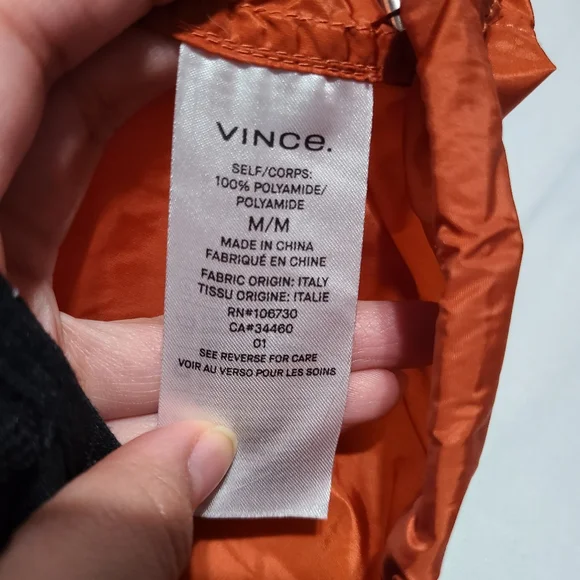 VINCE.
SELF/CORPS:
100% POLYAMIDE/
POLYAMIDE
M/M
MADE IN CHINA
FABRIQUÉ EN CHINE
FABRIC ORIGIN: ITALY
TISSU ORIGINE: ITALIE
RN#106730
CA#34460
01
SEE REVERSE FOR CARE
VOIR AU VERSO POUR LES SOINS